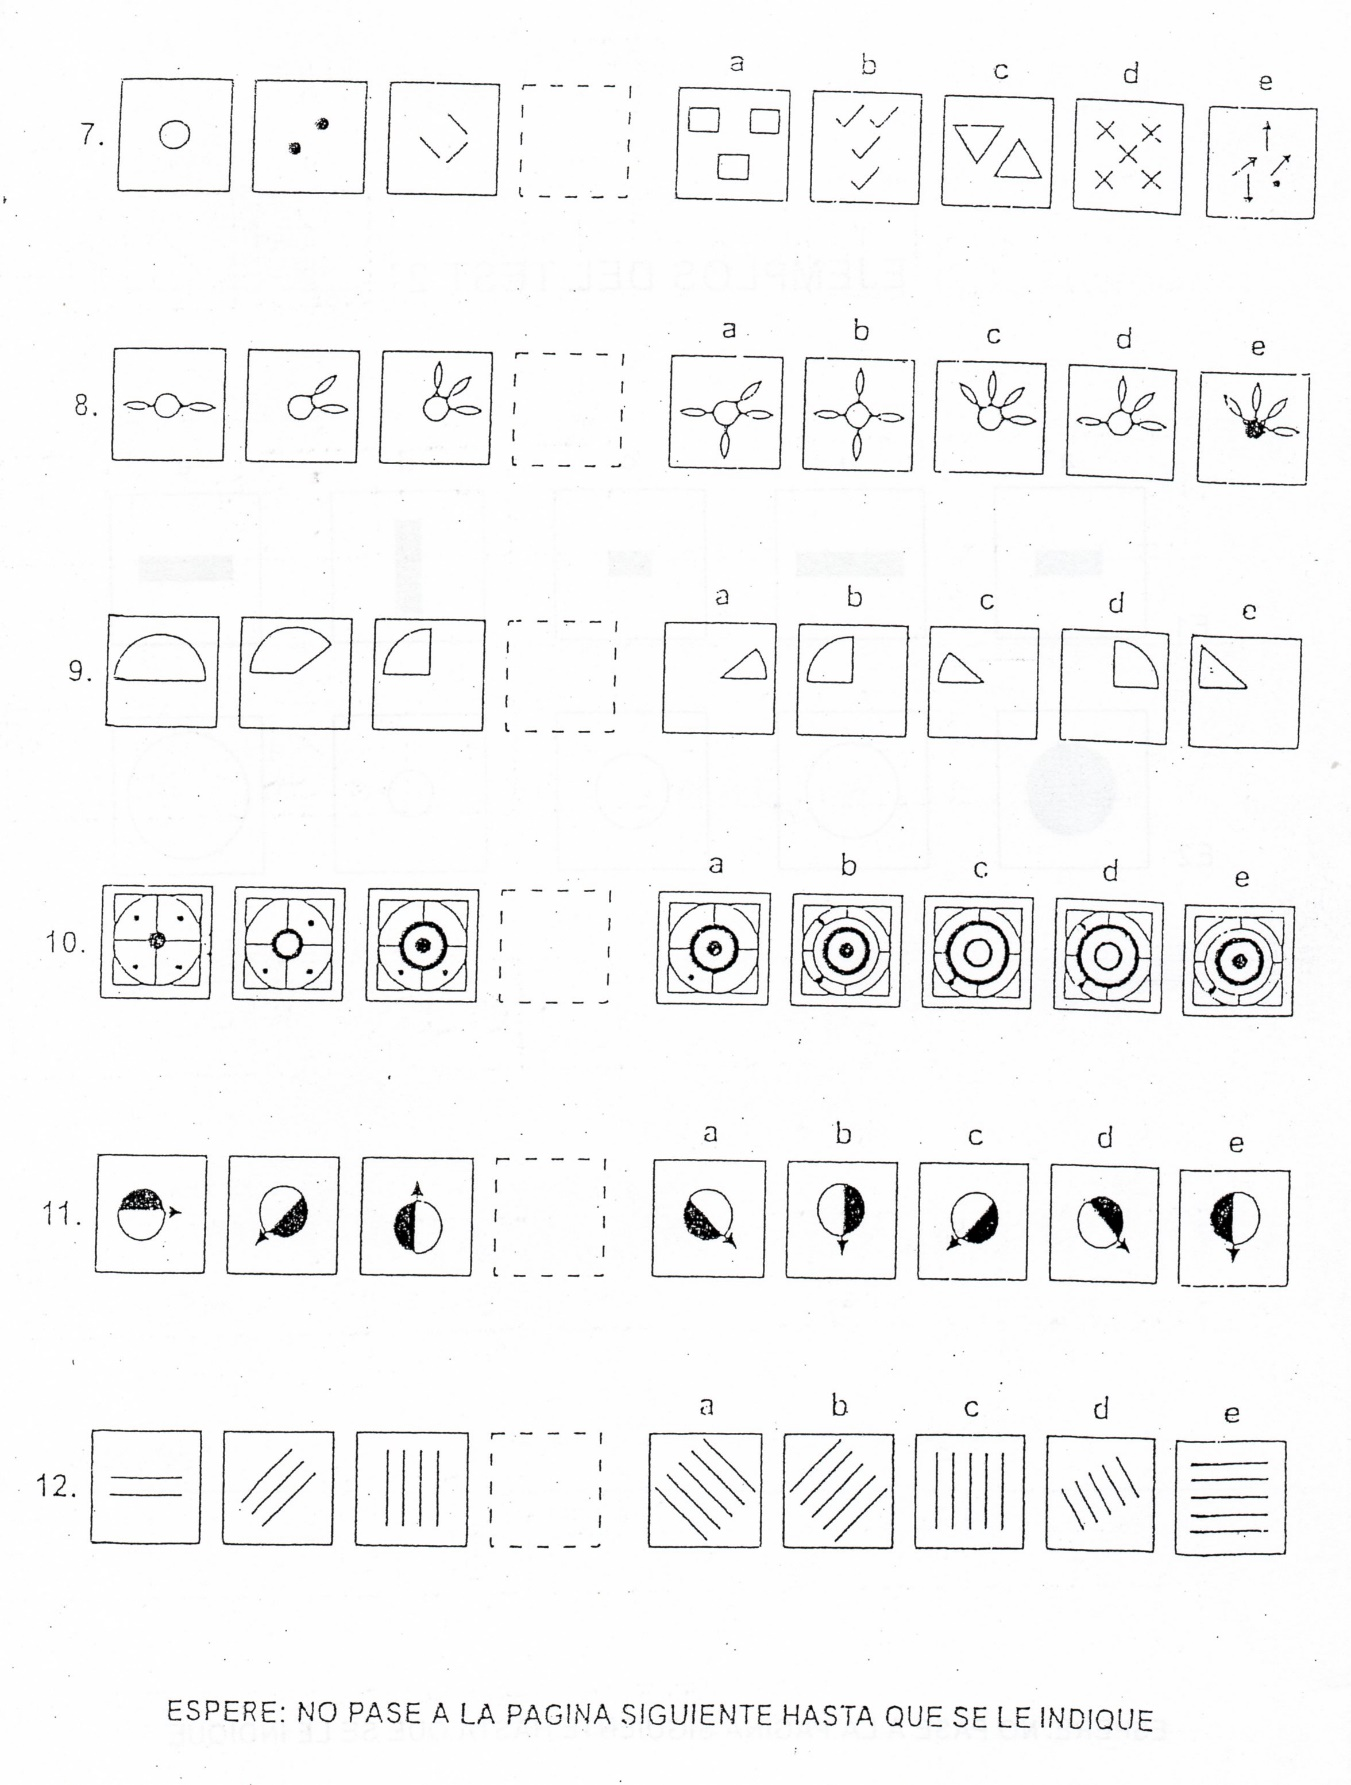 a b c d e
7.
a b c d e
8.
a b c d e
9.
a b c d e
10.
a b c d e
11.
a b c d e
12.
ESPERE: NO PASE A LA PAGINA SIGUIENTE HASTA QUE SE LE INDIQUE